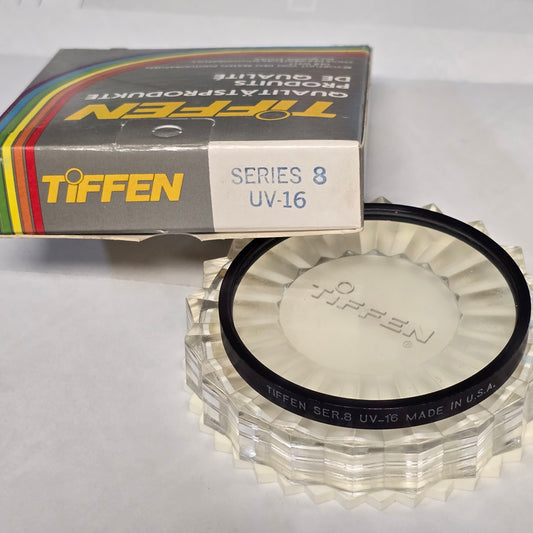 QUALITÄTSPRODUKTE
PRODUITS
DE QUALITÉ
TIFFEN
TIFFEN
SERIES 8
UV-16
TIFFEN ®
TIFFEN SER.8 UV-16 MADE IN U.S.A.